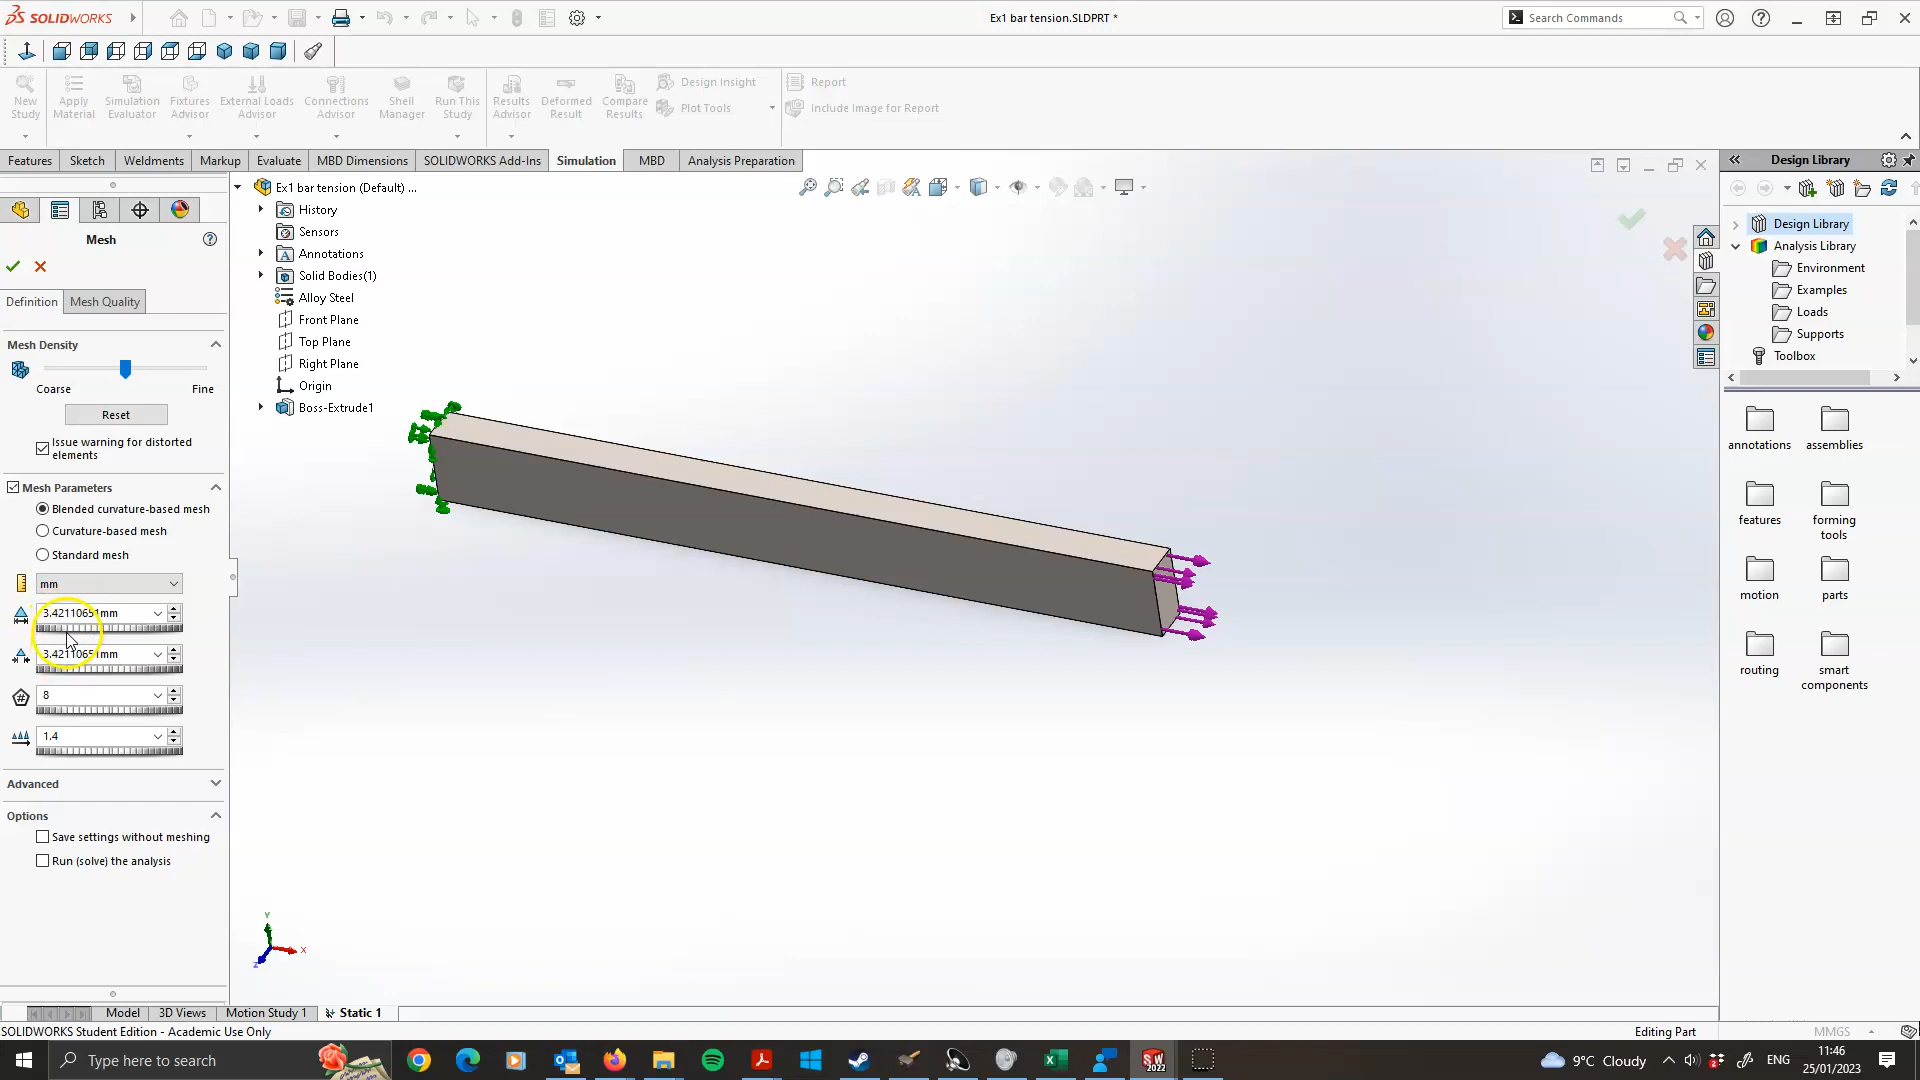 SOLIDWORKS
Ex1 bar tension.SLDPRT *
Search Commands
New Study
Apply Material
Simulation Evaluator
Fixtures Advisor
External Loads Advisor
Connections Advisor
Shell Manager
Run This Study
Results Advisor
Deformed Result
Compare Results
Design Insight
Plot Tools
Report
Include Image for Report
Features
Sketch
Weldments
Markup
Evaluate
MBD Dimensions
SOLIDWORKS Add-Ins
Simulation
MBD
Analysis Preparation
Mesh
Definition
Mesh Quality
Mesh Density
Coarse
Fine
Reset
Issue warning for distorted
elements
Mesh Parameters
Blended curvature-based mesh
Curvature-based mesh
Standard mesh
mm
3.42110651mm
3.42110651mm
8
1.4
Advanced
Options
Save settings without meshing
Run (solve) the analysis
Ex1 bar tension (Default) ...
History
Sensors
Annotations
Solid Bodies(1)
Alloy Steel
Front Plane
Top Plane
Right Plane
Origin
Boss-Extrude1
Y
X
Z
Design Library
Design Library
Analysis Library
Environment
Examples
Loads
Supports
Toolbox
annotations
assemblies
features
forming
tools
motion
parts
routing
smart
components
Model
3D Views
Motion Study 1
Static 1
SOLIDWORKS Student Edition - Academic Use Only
Editing Part
MMGS
Type here to search
SW
2022
9°C Cloudy
ENG
11:46
25/01/2023